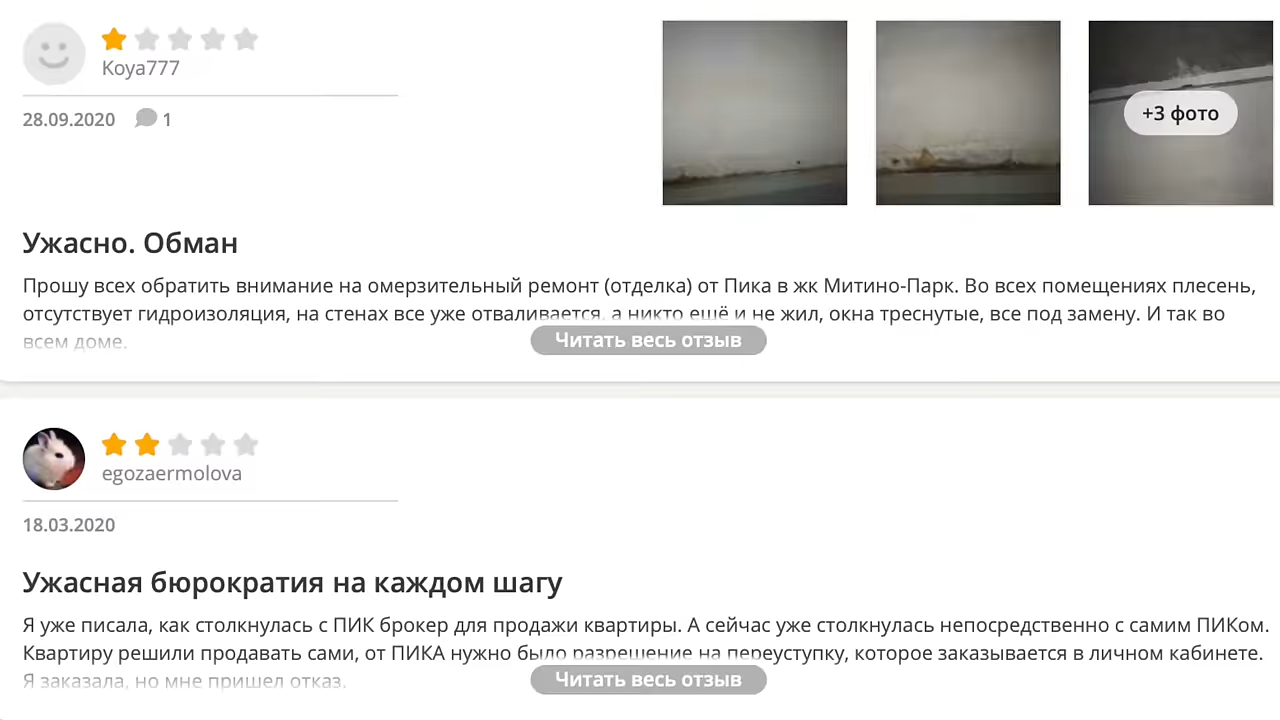 Koya777
28.09.2020 1
+3 фото
Ужасно. Обман
Прошу всех обратить внимание на омерзительный ремонт (отделка) от Пика в жк Митино-Парк. Во всех помещениях плесень,
отсутствует гидроизоляция, на стенах все уже отваливается, а никто ещё и не жил, окна треснутые, все под замену. И так во
всем доме.
Читать весь отзыв
egozaermolova
18.03.2020
Ужасная бюрократия на каждом шагу
Я уже писала, как столкнулась с ПИК брокер для продажи квартиры. А сейчас уже столкнулась непосредственно с самим ПИКом.
Квартиру решили продавать сами, от ПИКА нужно было разрешение на переуступку, которое заказывается в личном кабинете.
Я заказала, но мне пришел отказ.
Читать весь отзыв